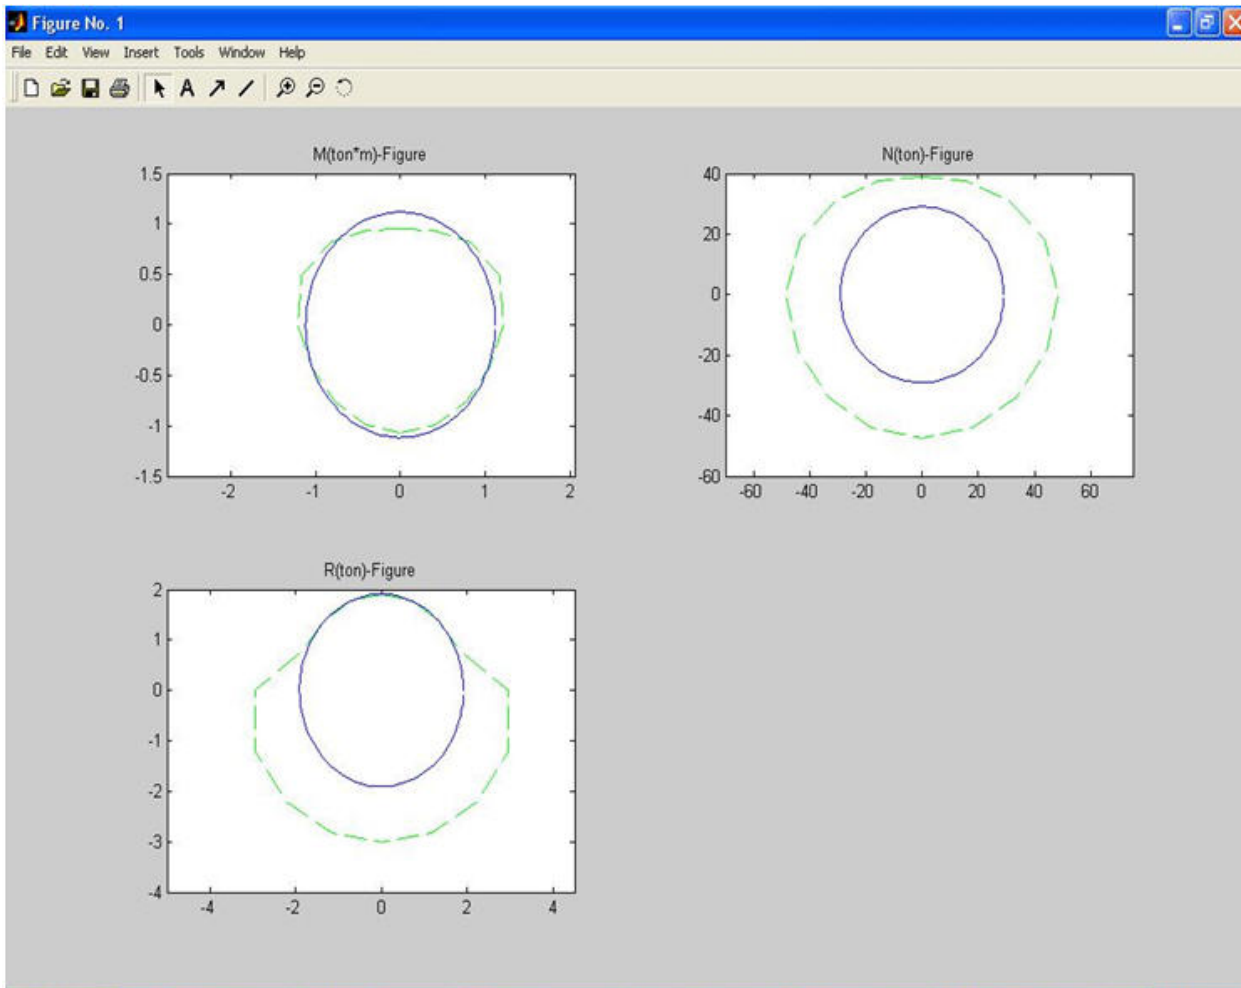 Figure No. 1
File Edit View Insert Tools Window Help
A
M(ton*m)-Figure
1.5
1
0.5
0
-0.5
-1
-1.5
-2 -1 0 1 2
N(ton)-Figure
40
20
0
-20
-40
-60
-60 -40 -20 0 20 40 60
R(ton)-Figure
2
1
0
-1
-2
-3
-4
-4 -2 0 2 4